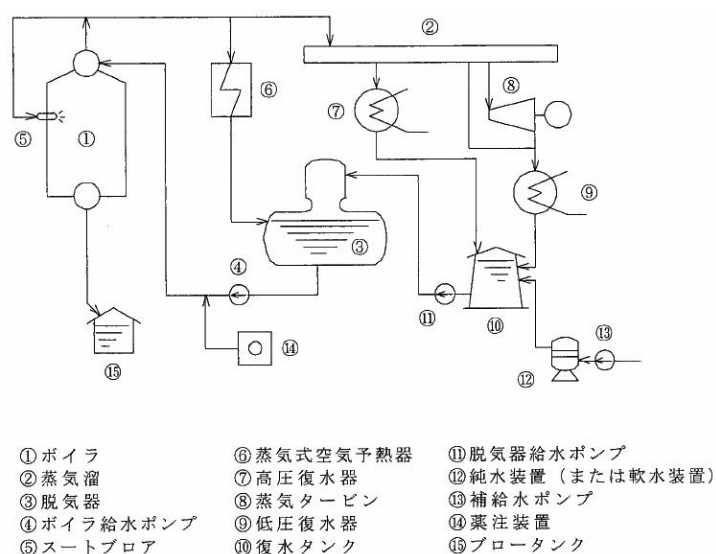 ②
⑧
⑥
⑦
⑤
①
⑨
③
④
⑪
⑩
⑬
⑭
⑫
⑮
①ボイラ
②蒸気溜
③脱気器
④ボイラ給水ポンプ
⑤スートブロア
⑥蒸気式空気予熱器
⑦高圧復水器
⑧蒸気タービン
⑨低圧復水器
⑩復水タンク
⑪脱気器給水ポンプ
⑫純水装置（または軟水装置）
⑬補給水ポンプ
⑭薬注装置
⑮ブロータンク